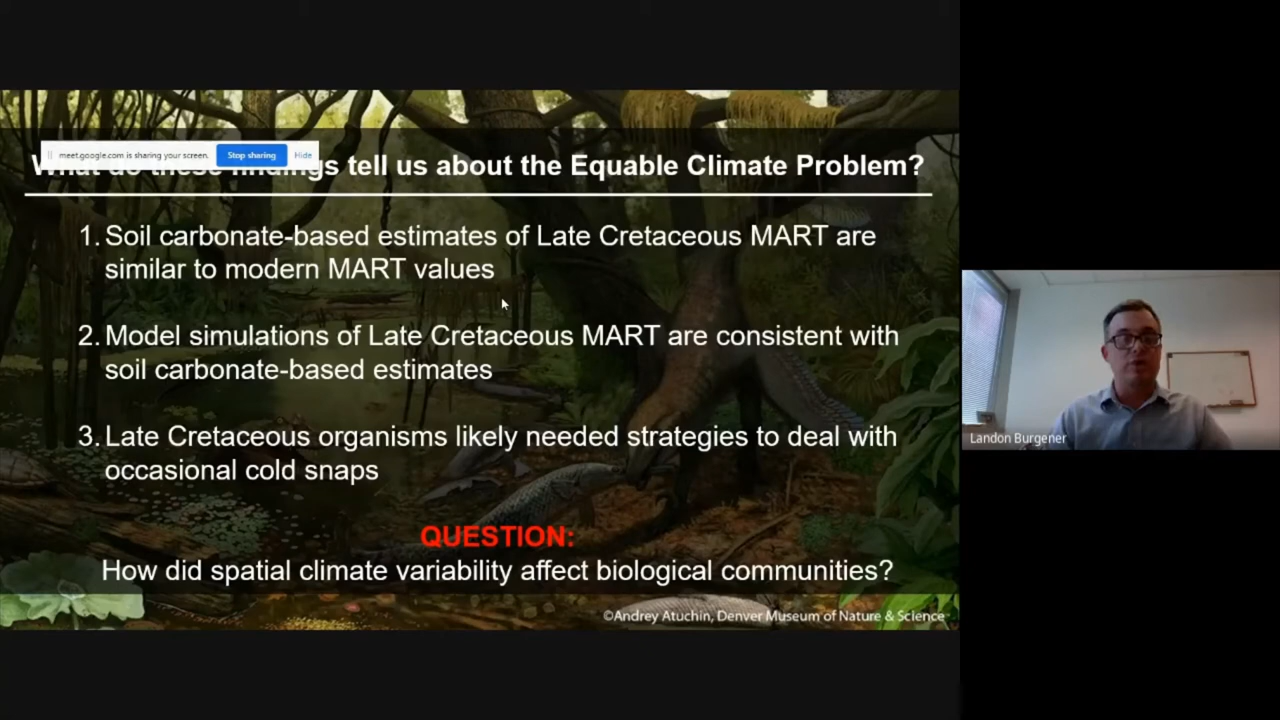 meet.google.com is sharing your screen. Stop sharing Hide
What do these findings tell us about the Equable Climate Problem?
1. Soil carbonate-based estimates of Late Cretaceous MART are
similar to modern MART values
2. Model simulations of Late Cretaceous MART are consistent with
soil carbonate-based estimates
3. Late Cretaceous organisms likely needed strategies to deal with
occasional cold snaps
QUESTION:
How did spatial climate variability affect biological communities?
©Andrey Atuchin, Denver Museum of Nature & Science
Landon Burgener